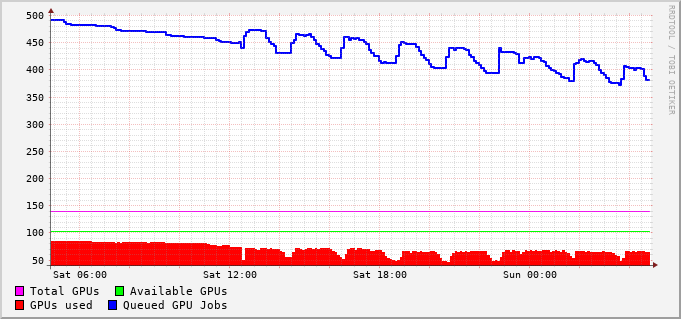 500
450
400
350
300
250
200
150
100
50
Sat 06:00 Sat 12:00 Sat 18:00 Sun 00:00
Total GPUs Available GPUs
GPUs used Queued GPU Jobs
RRDTOOL / TOBI OETIKER